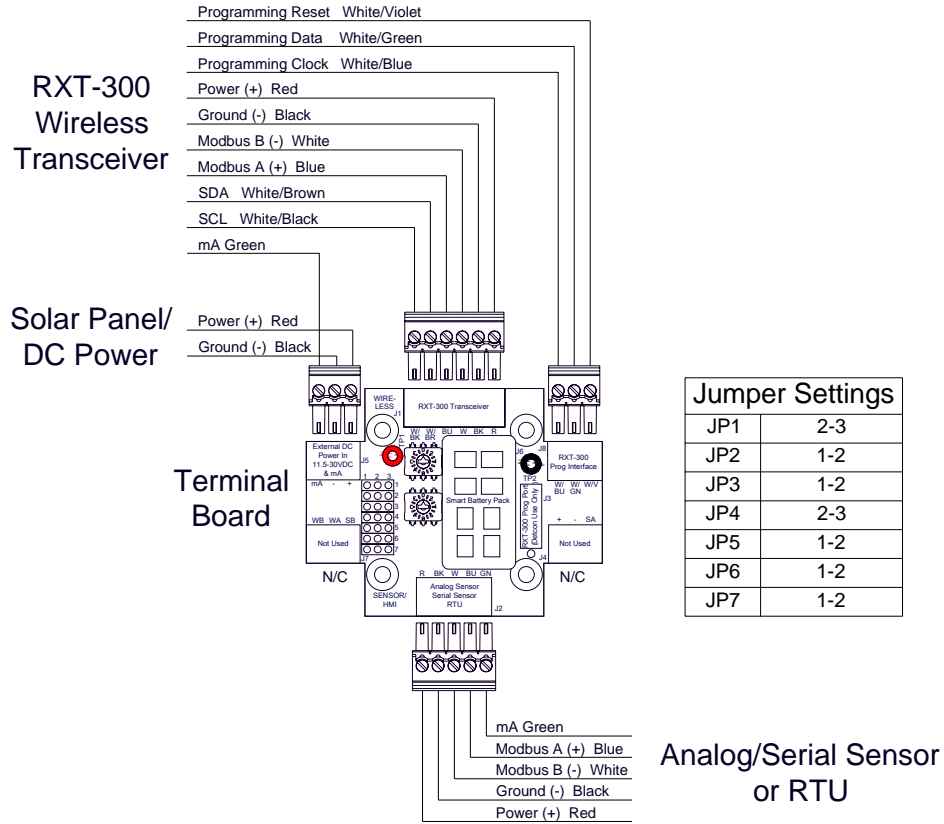 Programming Reset White/Violet
Programming Data White/Green
Programming Clock White/Blue
Power (+) Red
Ground (-) Black
Modbus B (-) White
Modbus A (+) Blue
SDA White/Brown
SCL White/Black
mA Green
RXT-300
Wireless
Transceiver
Solar Panel/
DC Power
Power (+) Red
Ground (-) Black
Terminal
Board
WIRE-
LESS
J1
RXT-300 Transceiver
TP1
W/ W/ BU W BK R
BK BR
J6
J8
TP2
External DC
Power In
11.5-30VDC
& mA
J5
mA - +
1 2 3
1
2
3
4
5
6
7
WB WA SB
Not Used
J7
N/C
Smart Battery Pack
RXT-300 Prog Port
(Detcon Use Only)
RXT-300
Prog Interface
W/ W/ W/V
BU GN
J3
+ - SA
Not Used
J4
N/C
SENSOR/
HMI
R BK W BU GN
Analog Sensor
Serial Sensor
RTU
J2
mA Green
Modbus A (+) Blue
Modbus B (-) White
Ground (-) Black
Power (+) Red
Analog/Serial Sensor
or RTU
Jumper Settings
JP1 2-3
JP2 1-2
JP3 1-2
JP4 2-3
JP5 1-2
JP6 1-2
JP7 1-2